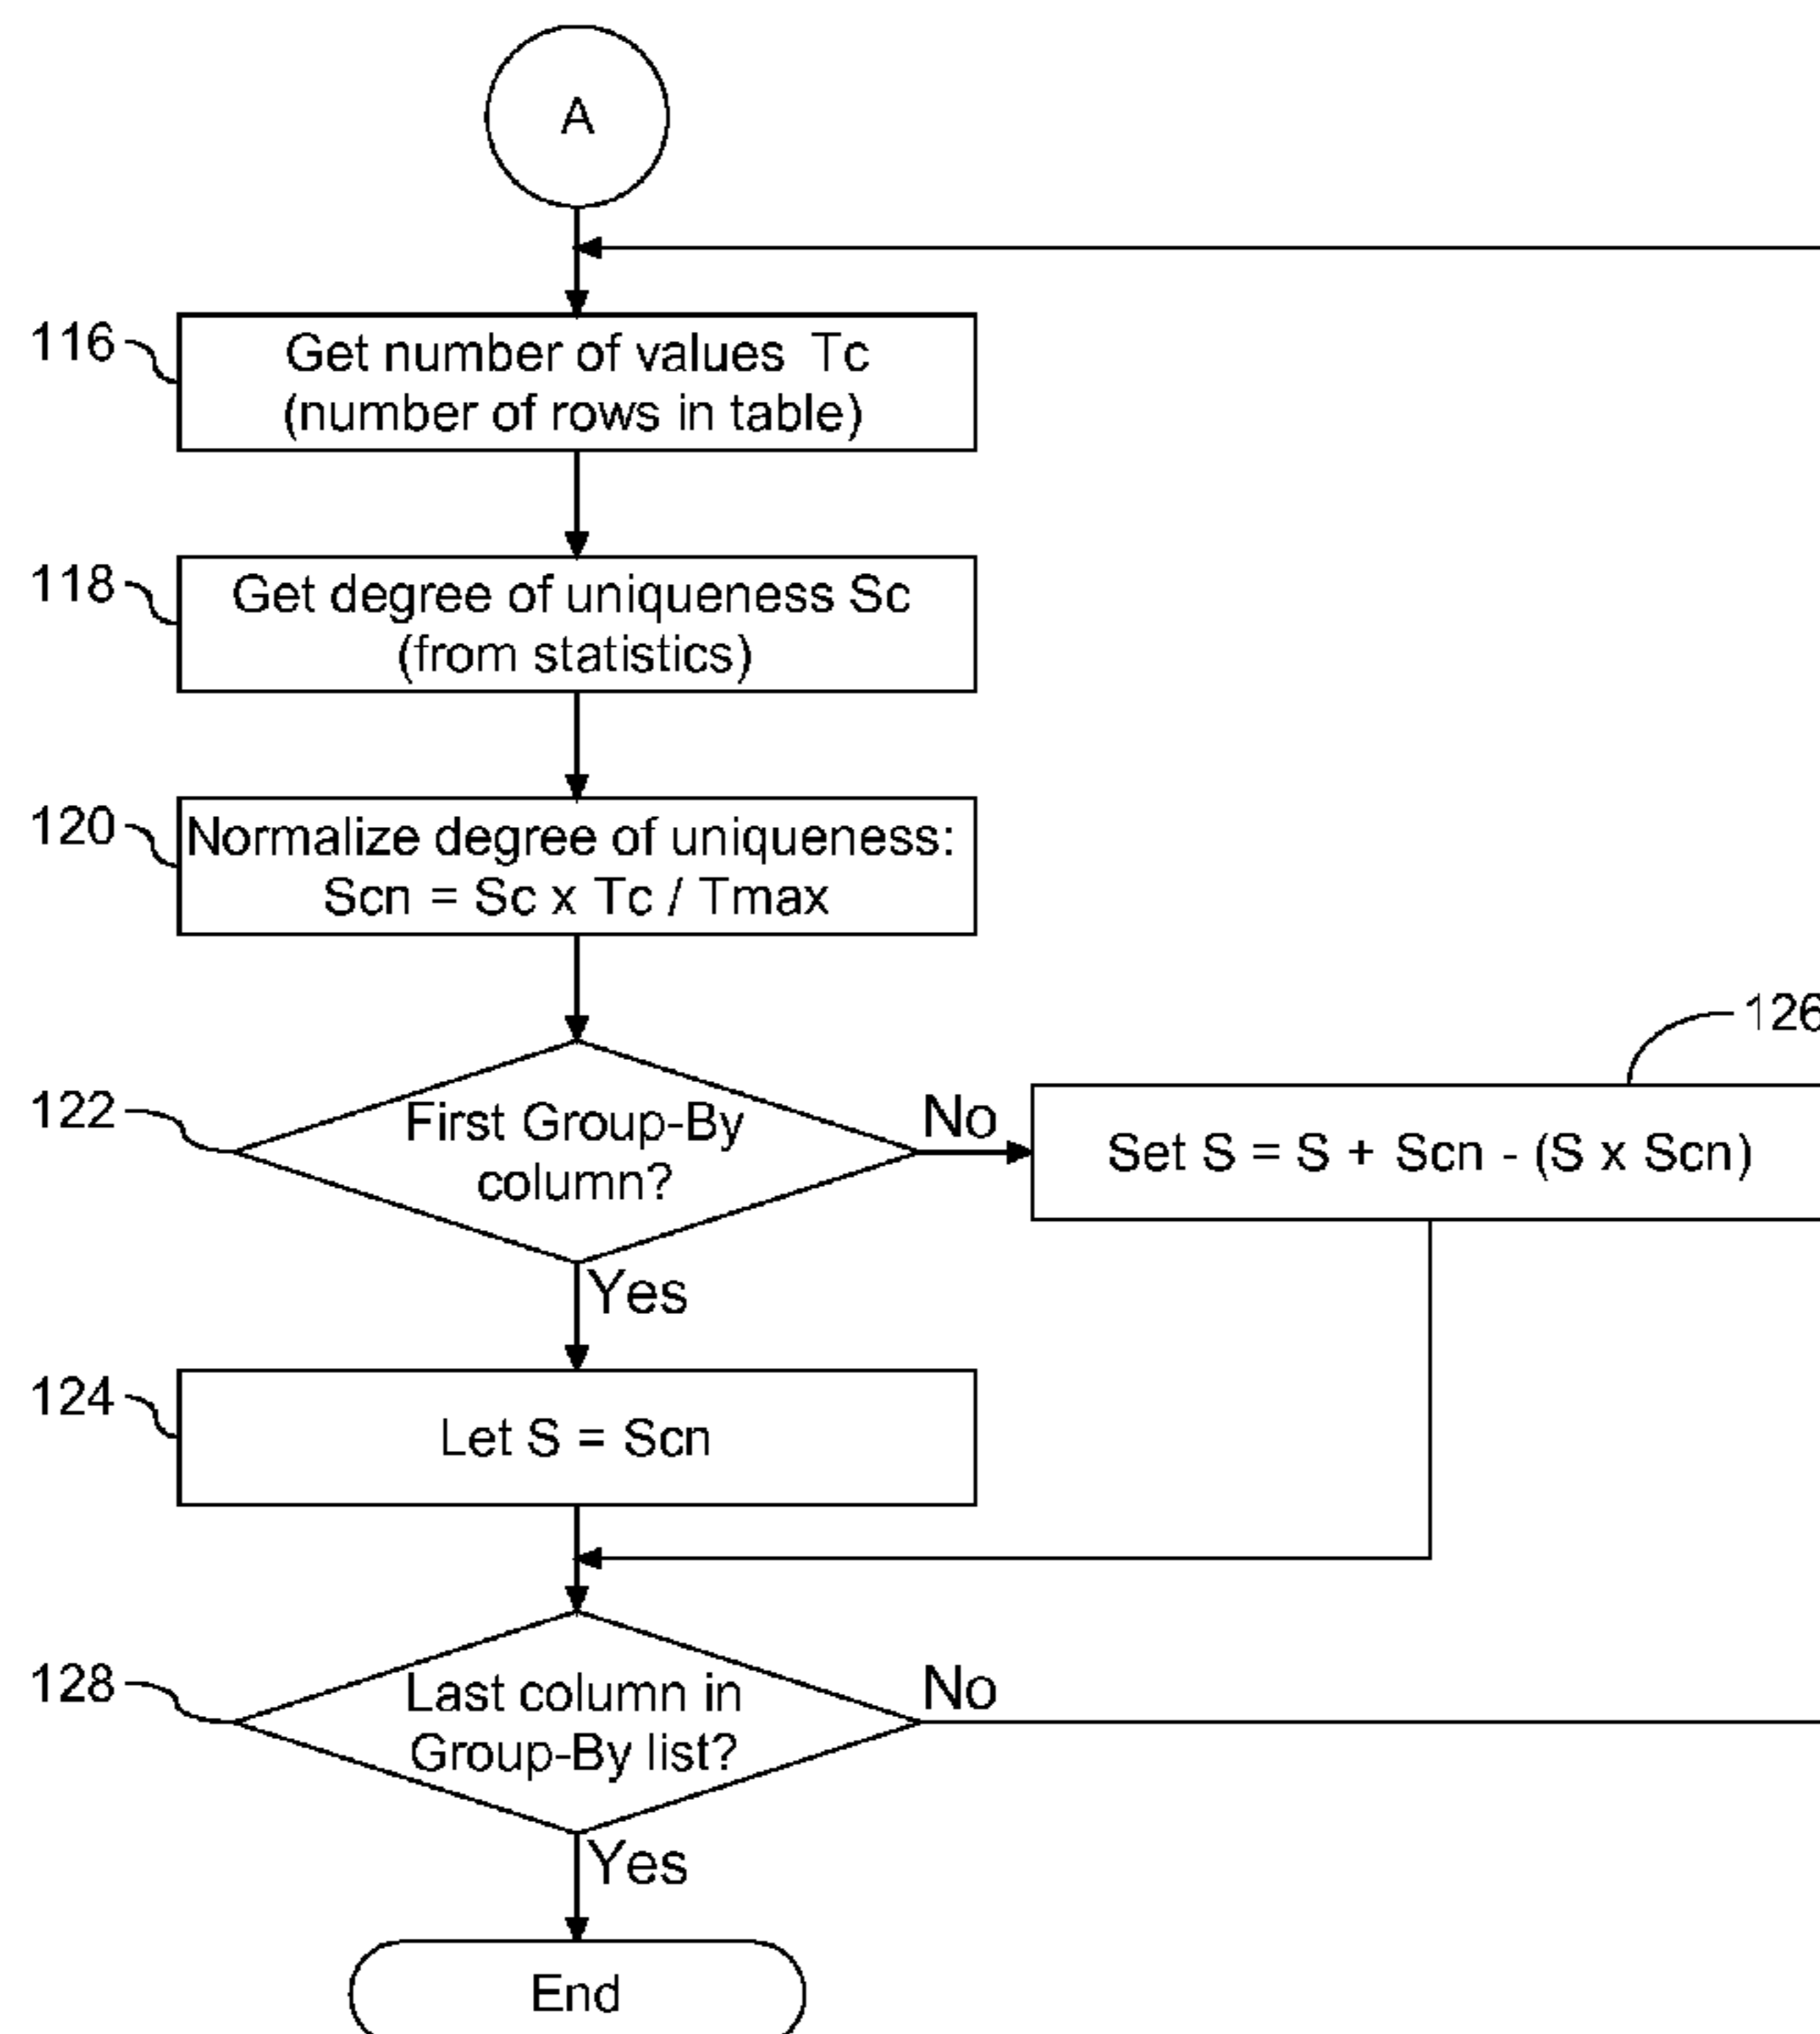 A
116
Get number of values Tc
(number of rows in table)
118
Get degree of uniqueness Sc
(from statistics)
120
Normalize degree of uniqueness:
Scn = Sc x Tc / Tmax
126
122
First Group-By
column?
No
Set S = S + Scn - (S x Scn)
Yes
124
Let S = Scn
128
Last column in
Group-By list?
No
Yes
End